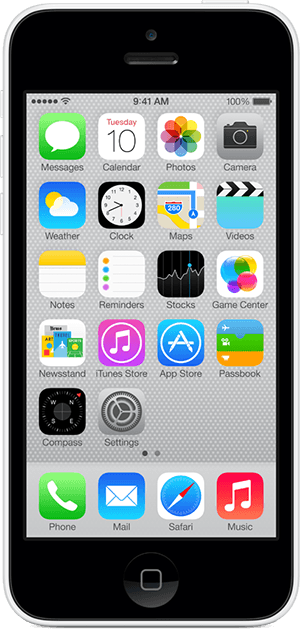 9:41 AM 100%
Tuesday
10
Messages Calendar Photos Camera
280
Weather Clock Maps Videos
Notes Reminders Stocks Game Center
Newsstand iTunes Store App Store Passbook
Compass Settings
Phone Mail Safari Music